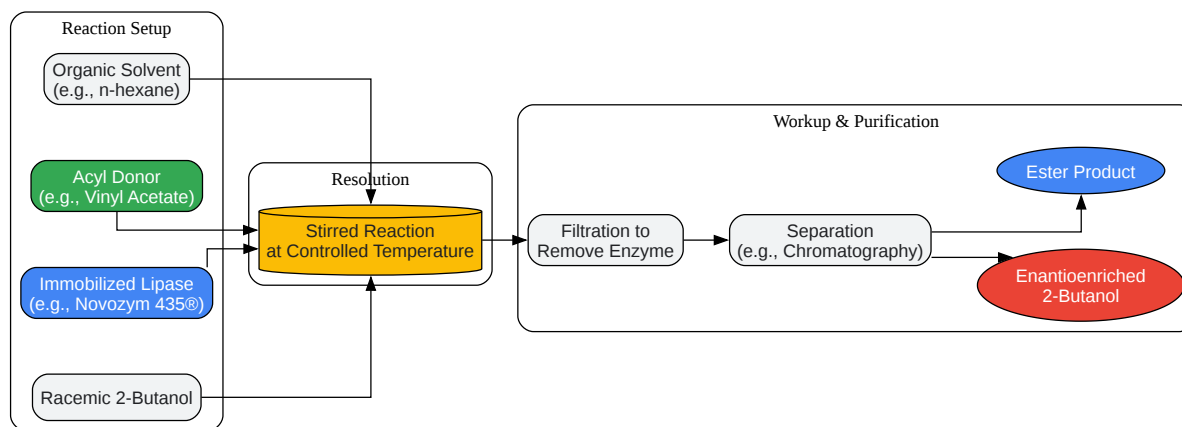 Reaction Setup
Organic Solvent
(e.g., n-hexane)
Acyl Donor
(e.g., Vinyl Acetate)
Immobilized Lipase
(e.g., Novozym 435®)
Racemic 2-Butanol
Resolution
Stirred Reaction
at Controlled Temperature
Workup & Purification
Filtration to
Remove Enzyme
Separation
(e.g., Chromatography)
Ester Product
Enantioenriched
2-Butanol